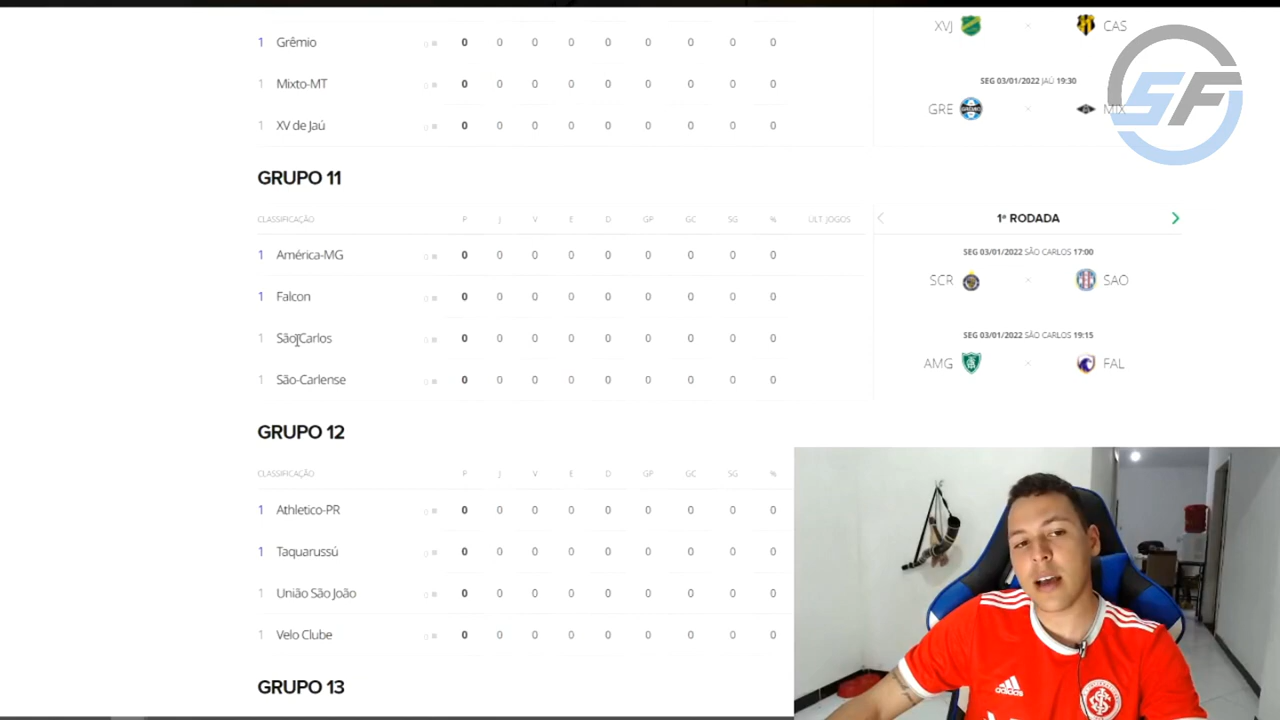 XVJ × CAS
1 Grêmio 0 0 0 0 0 0 0 0 0
SEG 03/01/2022 JAÚ 19:30
1 Mixto-MT 0 0 0 0 0 0 0 0 0
GRE × MIX
1 XV de Jaú 0 0 0 0 0 0 0 0 0
SF
GRUPO 11
CLASSIFICAÇÃO P J V E D GP GC SG % ÚLT. JOGOS
1ª RODADA
1 América-MG 0 0 0 0 0 0 0 0 0
SEG 03/01/2022 SÃO CARLOS 17:00
SCR × SAO
1 Falcon 0 0 0 0 0 0 0 0 0
1 São Carlos 0 0 0 0 0 0 0 0 0
SEG 03/01/2022 SÃO CARLOS 19:15
AMG × FAL
1 São-Carlense 0 0 0 0 0 0 0 0 0
GRUPO 12
CLASSIFICAÇÃO P J V E D GP GC SG %
1 Athletico-PR 0 0 0 0 0 0 0 0 0
1 Taquarussú 0 0 0 0 0 0 0 0 0
1 União São João 0 0 0 0 0 0 0 0 0
1 Velo Clube 0 0 0 0 0 0 0 0 0
GRUPO 13
adidas